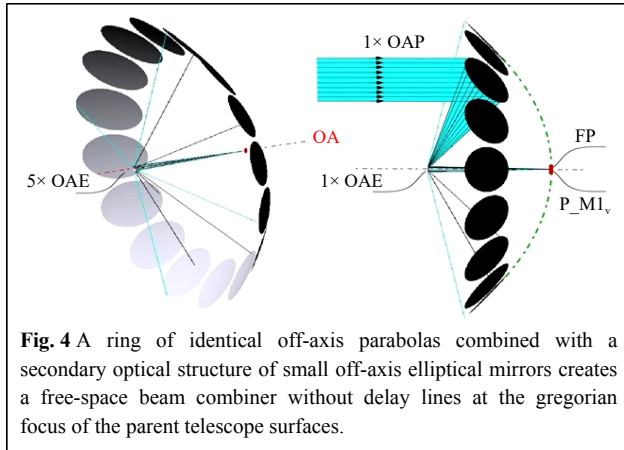 1× OAP
OA
FP
5× OAE
1× OAE
P_M1ᵥ
Fig. 4 A ring of identical off-axis parabolas combined with a
secondary optical structure of small off-axis elliptical mirrors creates
a free-space beam combiner without delay lines at the gregorian
focus of the parent telescope surfaces.